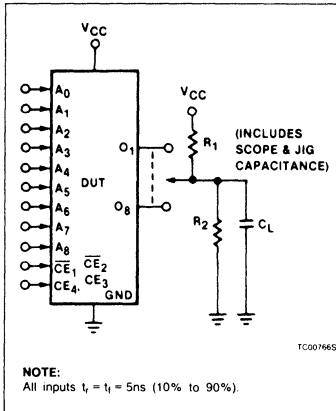 VCC
A0
A1
A2
A3
A4
A5
A6
A7
A8
CE1 CE2
CE4, CE3
GND
DUT
O1
O8
VCC
R1
(INCLUDES
SCOPE & JIG
CAPACITANCE)
R2
CL
TC00766S
NOTE:
All inputs tr = tf = 5ns (10% to 90%).